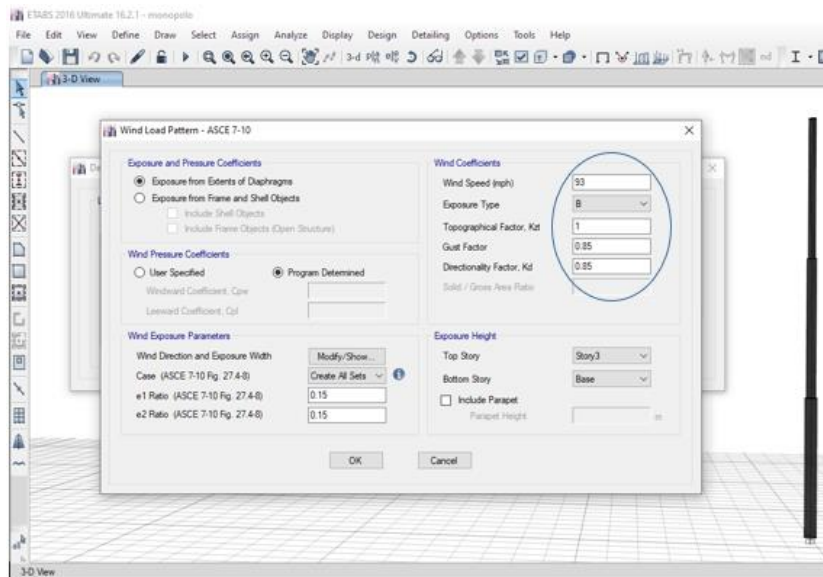 ETABS 2016 Ultimate 16.2.1 - monopolo
File Edit View Define Draw Select Assign Analyze Display Design Detailing Options Tools Help
3-d
3-D View
Wind Load Pattern - ASCE 7-10
Exposure and Pressure Coefficients
Exposure from Extents of Diaphragms
Exposure from Frame and Shell Objects
Include Shell Objects
Include Frame Objects (Open Structure)
Wind Pressure Coefficients
User Specified Program Determined
Windward Coefficient, Cpw
Leeward Coefficient, Cpl
Wind Exposure Parameters
Wind Direction and Exposure Width Modify/Show...
Case (ASCE 7-10 Fig. 27.4-8) Create All Sets
e1 Ratio (ASCE 7-10 Fig. 27.4-8) 0.15
e2 Ratio (ASCE 7-10 Fig. 27.4-8) 0.15
Wind Coefficients
Wind Speed (mph) 93
Exposure Type B
Topographical Factor, Kzt 1
Gust Factor 0.85
Directionality Factor, Kd 0.85
Solid / Gross Area Ratio
Exposure Height
Top Story Story3
Bottom Story Base
Include Parapet
Parapet Height m
OK Cancel
3-D View